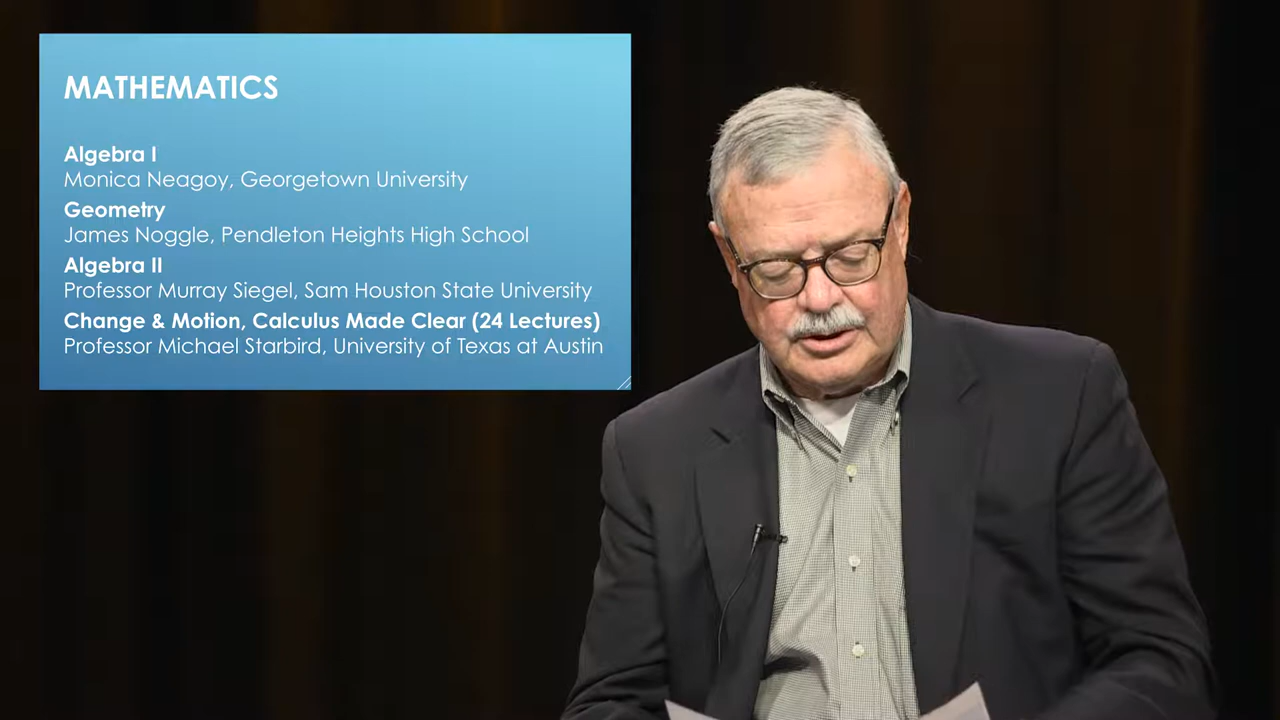 MATHEMATICS
Algebra I
Monica Neagoy, Georgetown University
Geometry
James Noggle, Pendleton Heights High School
Algebra II
Professor Murray Siegel, Sam Houston State University
Change & Motion, Calculus Made Clear (24 Lectures)
Professor Michael Starbird, University of Texas at Austin